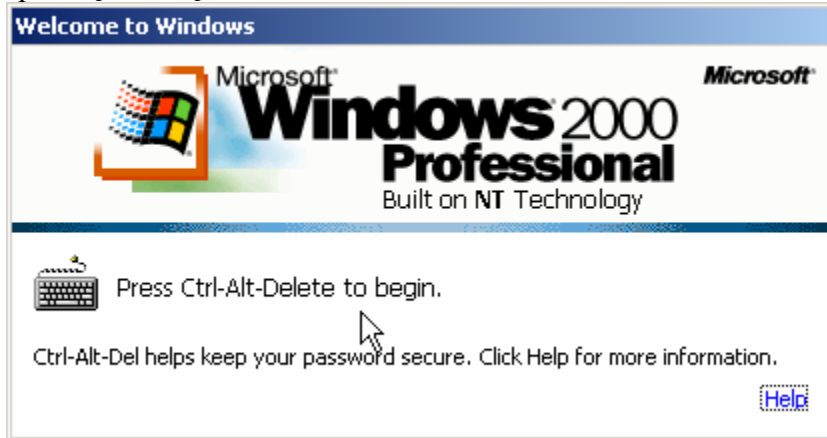 Welcome to Windows
Microsoft
Microsoft
Windows 2000
Professional
Built on NT Technology
Press Ctrl-Alt-Delete to begin.
Ctrl-Alt-Del helps keep your password secure. Click Help for more information.
Help